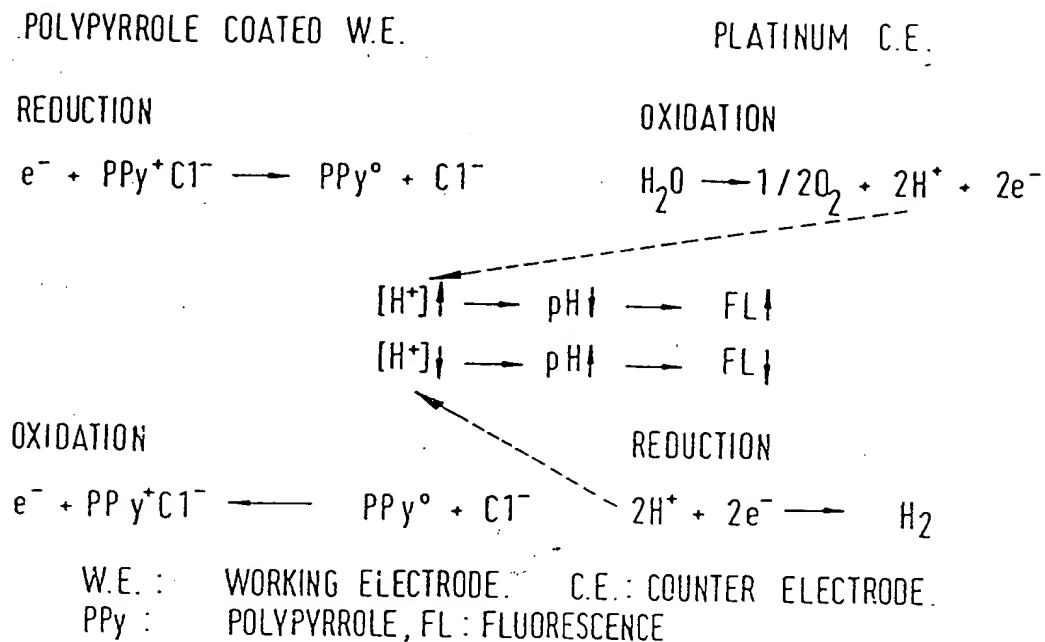 POLYPYRROLE COATED W.E. PLATINUM C.E.
REDUCTION OXIDATION
e⁻ + PPy⁺Cl⁻ → PPy° + Cl⁻ H₂O → 1/2O₂ + 2H⁺ + 2e⁻
[H⁺]↑ → pH↓ → FL↑
[H⁺]↓ → pH↑ → FL↓
OXIDATION REDUCTION
e⁻ + PPy⁺Cl⁻ ← PPy° + Cl⁻ 2H⁺ + 2e⁻ → H₂
W.E. : WORKING ELECTRODE. C.E.: COUNTER ELECTRODE.
PPy : POLYPYRROLE, FL : FLUORESCENCE